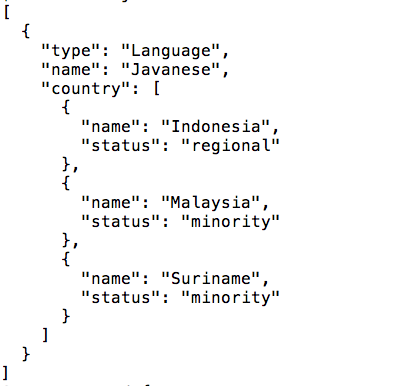 [
  {
    "type": "Language",
    "name": "Javanese",
    "country": [
      {
        "name": "Indonesia",
        "status": "regional"
      },
      {
        "name": "Malaysia",
        "status": "minority"
      },
      {
        "name": "Suriname",
        "status": "minority"
      }
    ]
  }
]